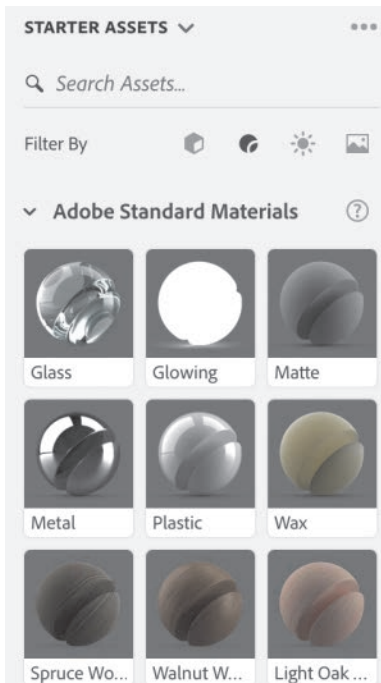 STARTER ASSETS
Search Assets...
Filter By
Adobe Standard Materials
Glass Glowing Matte
Metal Plastic Wax
Spruce Wo... Walnut W... Light Oak ...